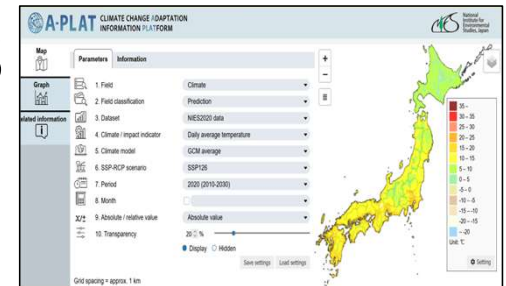 A-PLAT CLIMATE CHANGE ADAPTATION INFORMATION PLATFORM
National Institute for Environmental Studies, Japan
Map
Graph
elated information
Parameters Information
1. Field Climate
2. Field classification Prediction
3. Dataset NIES2020 data
4. Climate / impact indicator Daily average temperature
5. Climate model GCM average
6. SSP-RCP scenario SSP126
7. Period 2020 (2010-2030)
8. Month
9. Absolute / relative value Absolute value
10. Transparency 20
Display Hidden
Save settings Load settings
Grid spacing = approx. 1 km
+
-
35 -
30 - 35
25 - 30
20 - 25
15 - 20
10 - 15
5 - 10
0 - 5
-5 - 0
-10 - -5
-15 - -10
-20 - -15
- -20
Unit: ℃
Setting